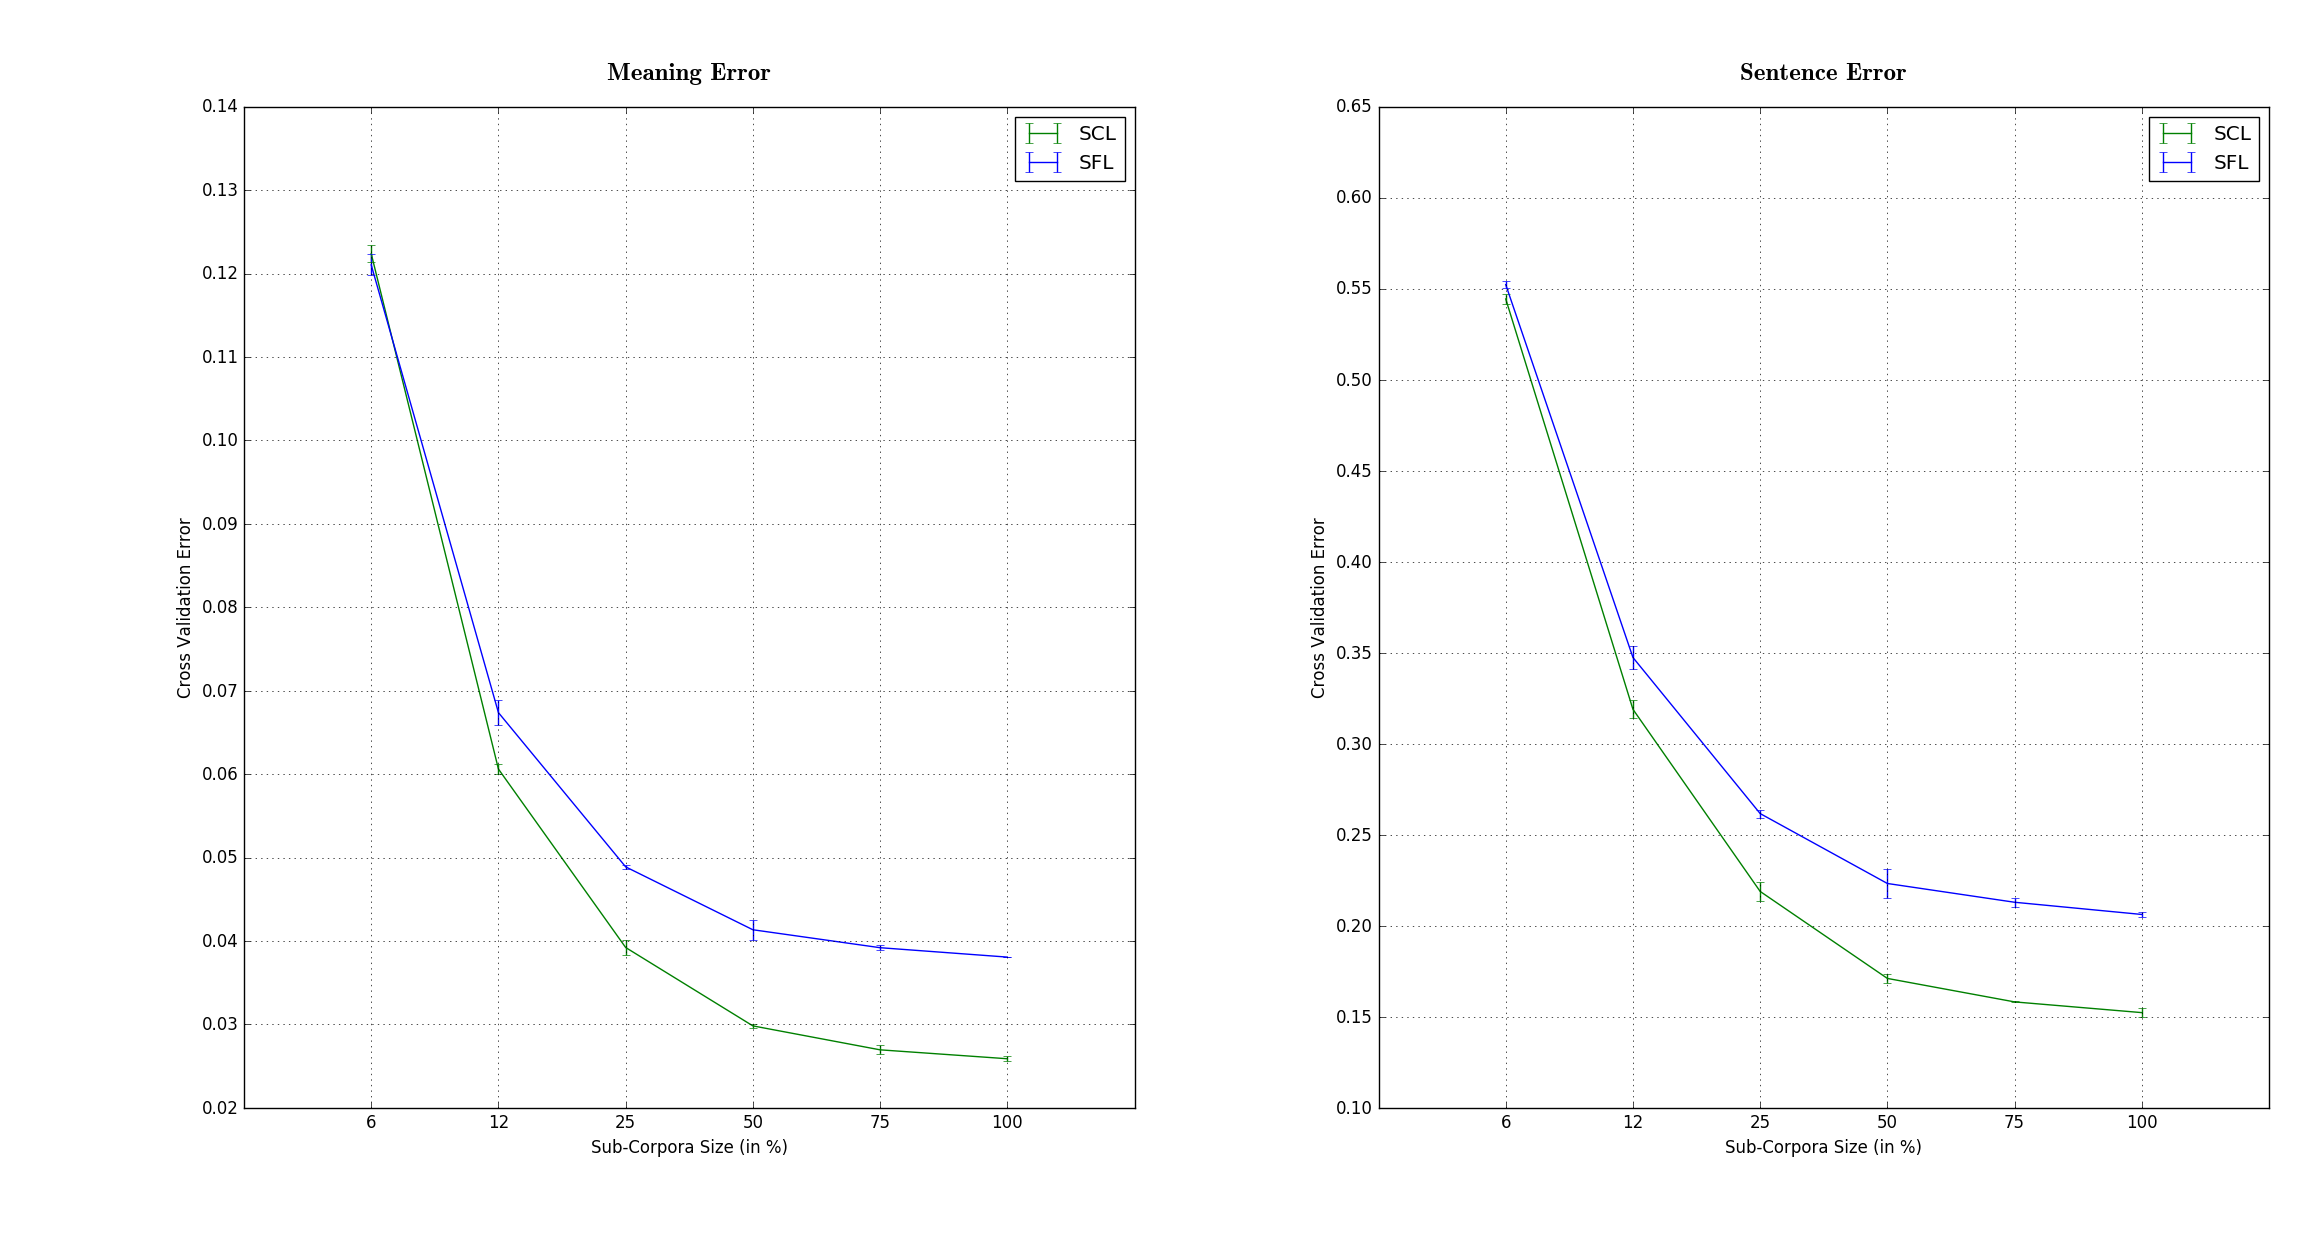 Meaning Error
0.14
0.13
0.12
0.11
0.10
0.09
0.08
0.07
0.06
0.05
0.04
0.03
0.02
Cross Validation Error
6 12 25 50 75 100
Sub-Corpora Size (in %)
SCL
SFL
Sentence Error
0.65
0.60
0.55
0.50
0.45
0.40
0.35
0.30
0.25
0.20
0.15
0.10
Cross Validation Error
6 12 25 50 75 100
Sub-Corpora Size (in %)
SCL
SFL